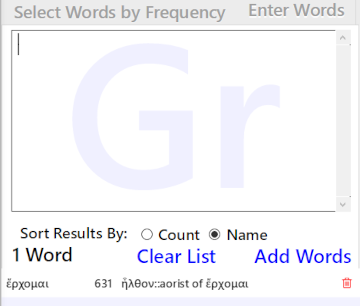 Select Words by Frequency Enter Words
Gr
Sort Results By: Count Name
1 Word Clear List Add Words
ἔρχομαι 631 ἦλθον::aorist of ἔρχομαι